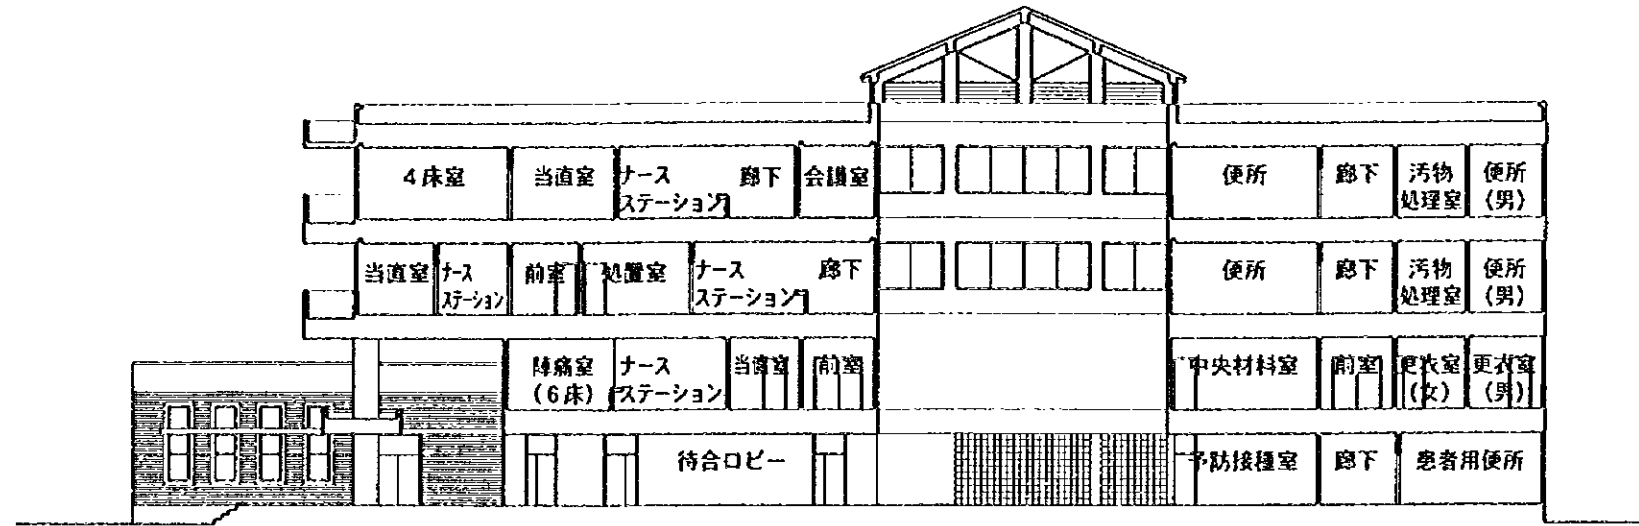 4床室 当直室 ナース 廊下 会議室 便所 廊下 汚物 便所
ステーション 処理室 (男)
当直室 ナース 前室 処置室 ナース 廊下 便所 廊下 汚物 便所
ステーション ステーション 処理室 (男)
陣痛室 ナース 当直室 前室 中央材料室 前室 更衣室 更衣室
(6床) ステーション (女) (男)
待合ロビー 予防接種室 廊下 患者用便所